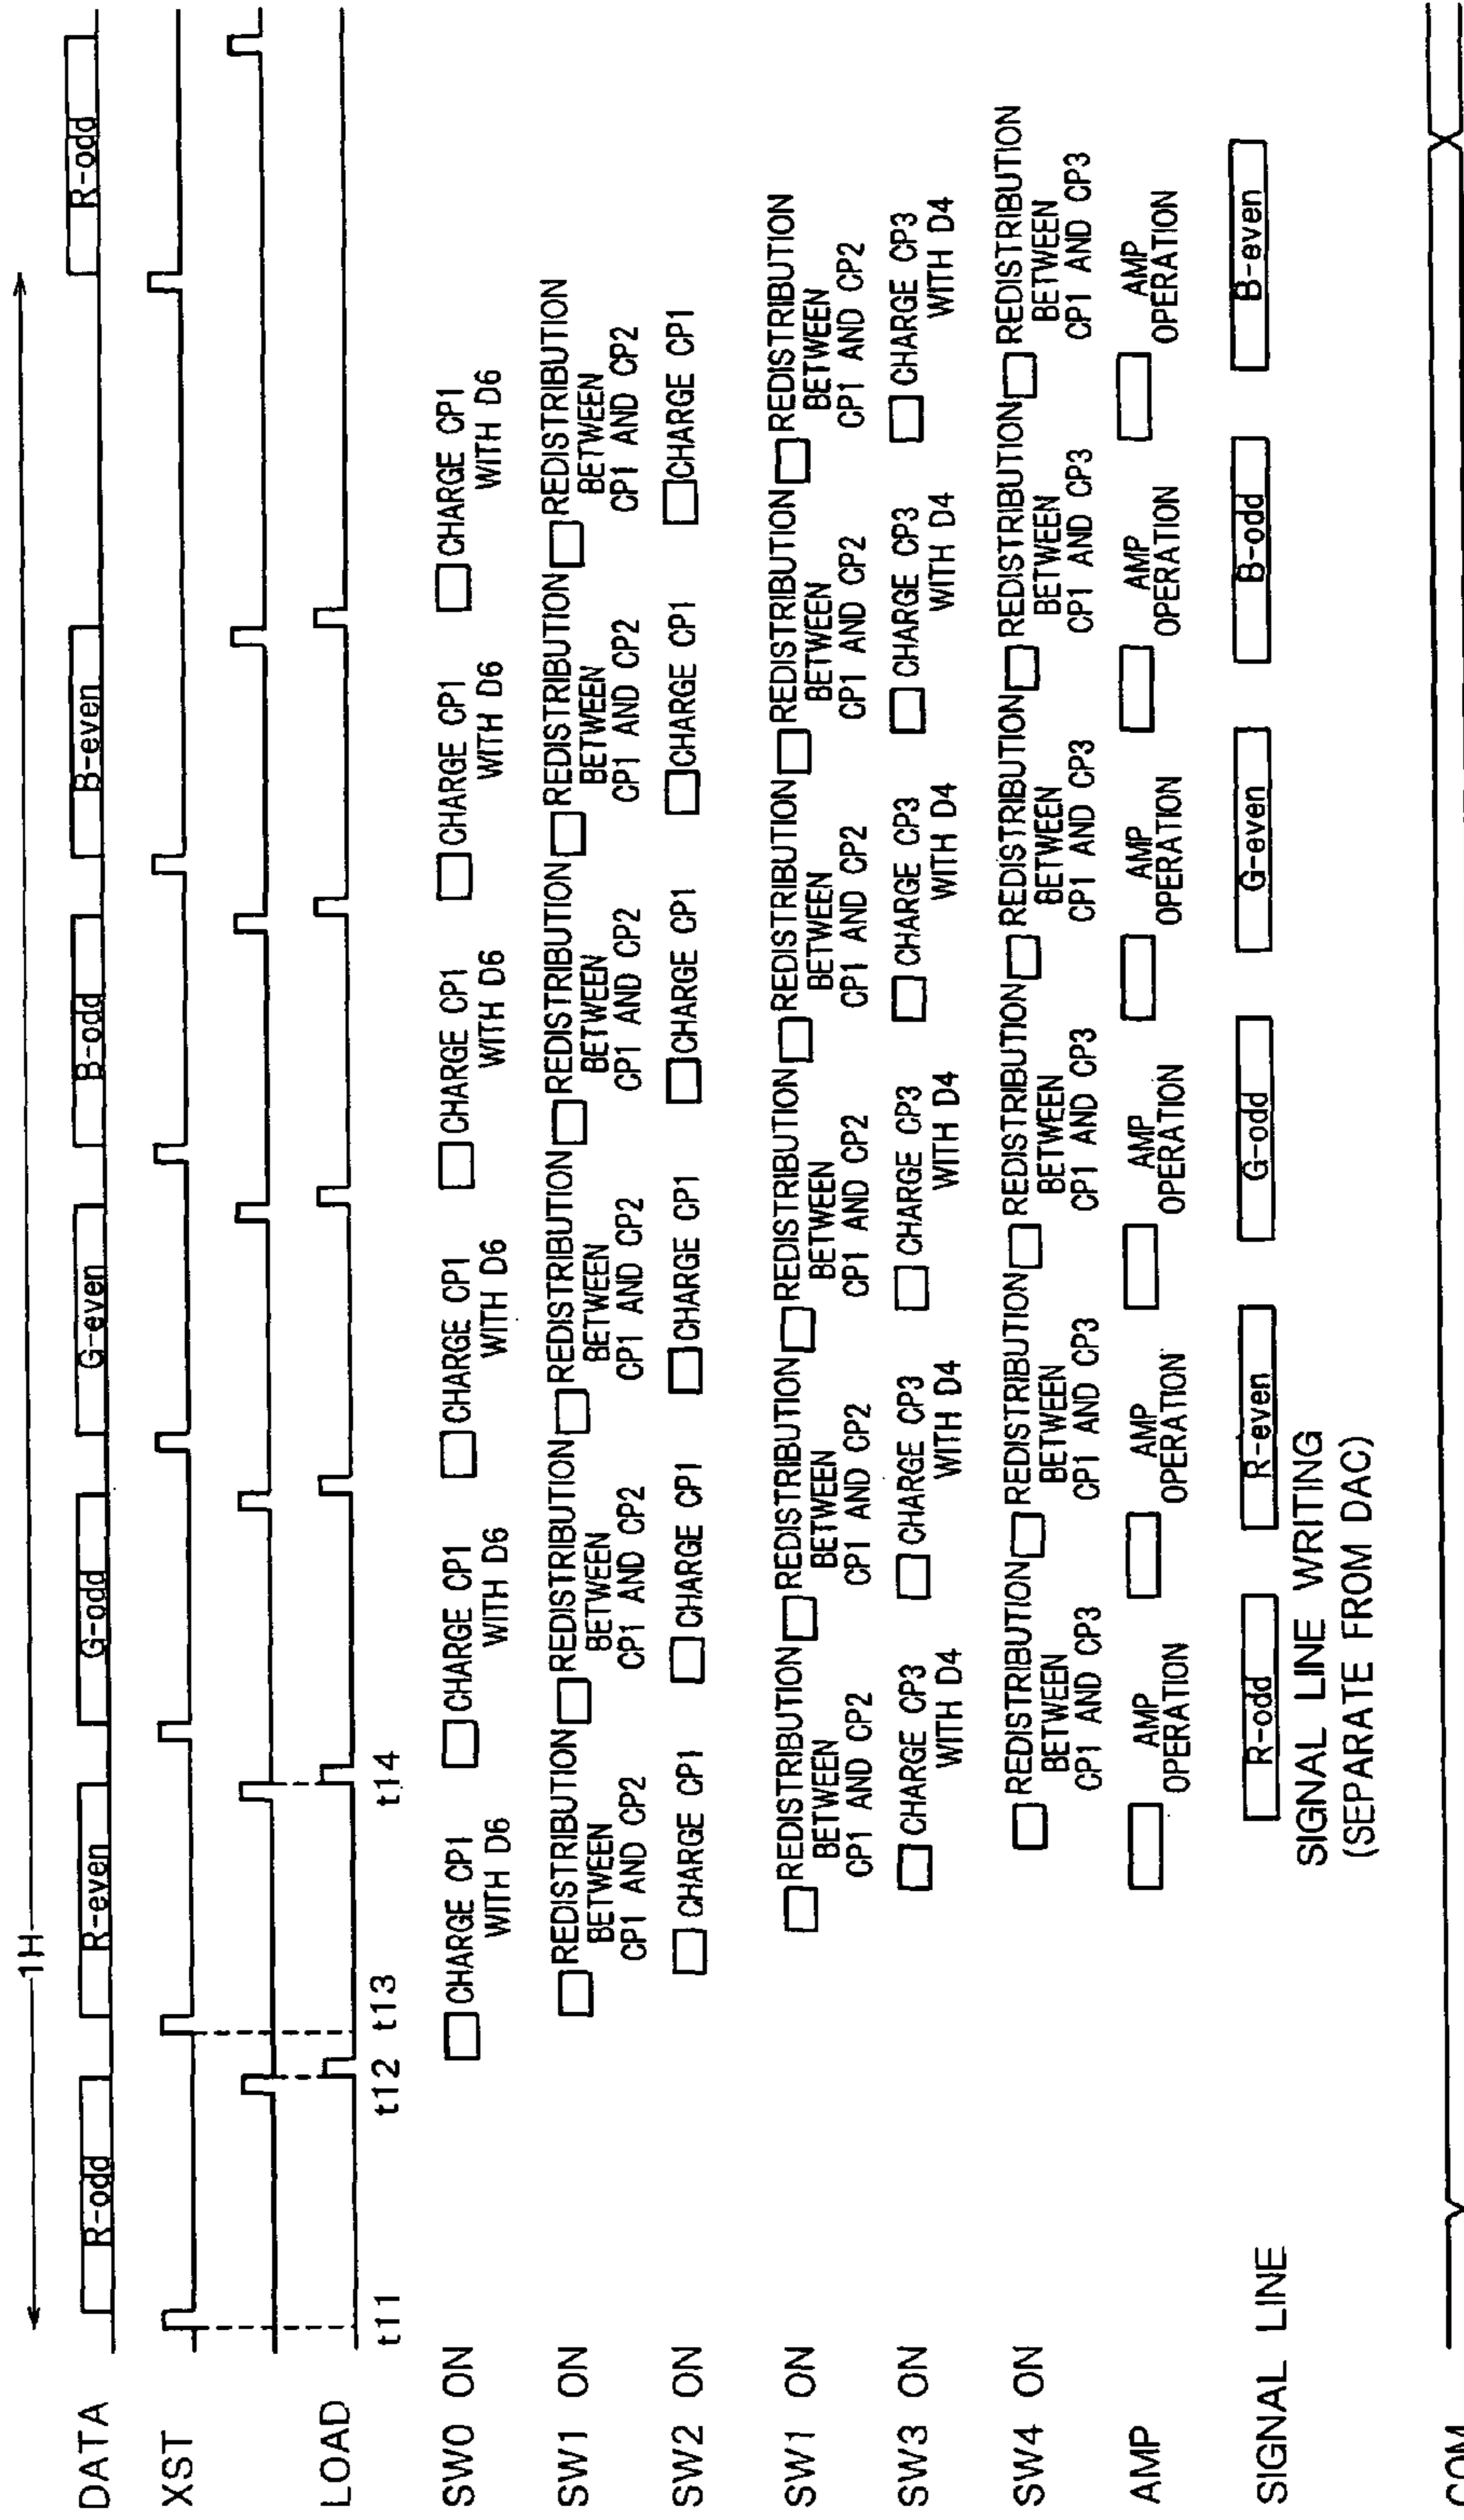 1H
DATA R-odd R-even G-odd G-even B-odd B-even R-odd
XST
LOAD
t11 t12 t13 t14
SW0 ON CHARGE CP1 CHARGE CP1 CHARGE CP1 CHARGE CP1 CHARGE CP1 CHARGE CP1
WITH D6 WITH D6 WITH D6 WITH D6 WITH D6 WITH D6
SW1 ON REDISTRIBUTION REDISTRIBUTION REDISTRIBUTION REDISTRIBUTION REDISTRIBUTION REDISTRIBUTION
BETWEEN BETWEEN BETWEEN BETWEEN BETWEEN BETWEEN
CP1 AND CP2 CP1 AND CP2 CP1 AND CP2 CP1 AND CP2 CP1 AND CP2 CP1 AND CP2
SW2 ON CHARGE CP1 CHARGE CP1 CHARGE CP1 CHARGE CP1 CHARGE CP1 CHARGE CP1
SW1 ON REDISTRIBUTION REDISTRIBUTION REDISTRIBUTION REDISTRIBUTION REDISTRIBUTION REDISTRIBUTION
BETWEEN BETWEEN BETWEEN BETWEEN BETWEEN BETWEEN
CP1 AND CP2 CP1 AND CP2 CP1 AND CP2 CP1 AND CP2 CP1 AND CP2 CP1 AND CP2
SW3 ON CHARGE CP3 CHARGE CP3 CHARGE CP3 CHARGE CP3 CHARGE CP3 CHARGE CP3
WITH D4 WITH D4 WITH D4 WITH D4 WITH D4 WITH D4
SW4 ON REDISTRIBUTION REDISTRIBUTION REDISTRIBUTION REDISTRIBUTION REDISTRIBUTION REDISTRIBUTION
BETWEEN BETWEEN BETWEEN BETWEEN BETWEEN BETWEEN
CP1 AND CP3 CP1 AND CP3 CP1 AND CP3 CP1 AND CP3 CP1 AND CP3 CP1 AND CP3
AMP AMP AMP AMP AMP AMP AMP
OPERATION OPERATION OPERATION OPERATION OPERATION OPERATION
SIGNAL LINE R-odd R-even G-odd G-even B-odd B-even
SIGNAL LINE WRITING
(SEPARATE FROM DAC)
COM